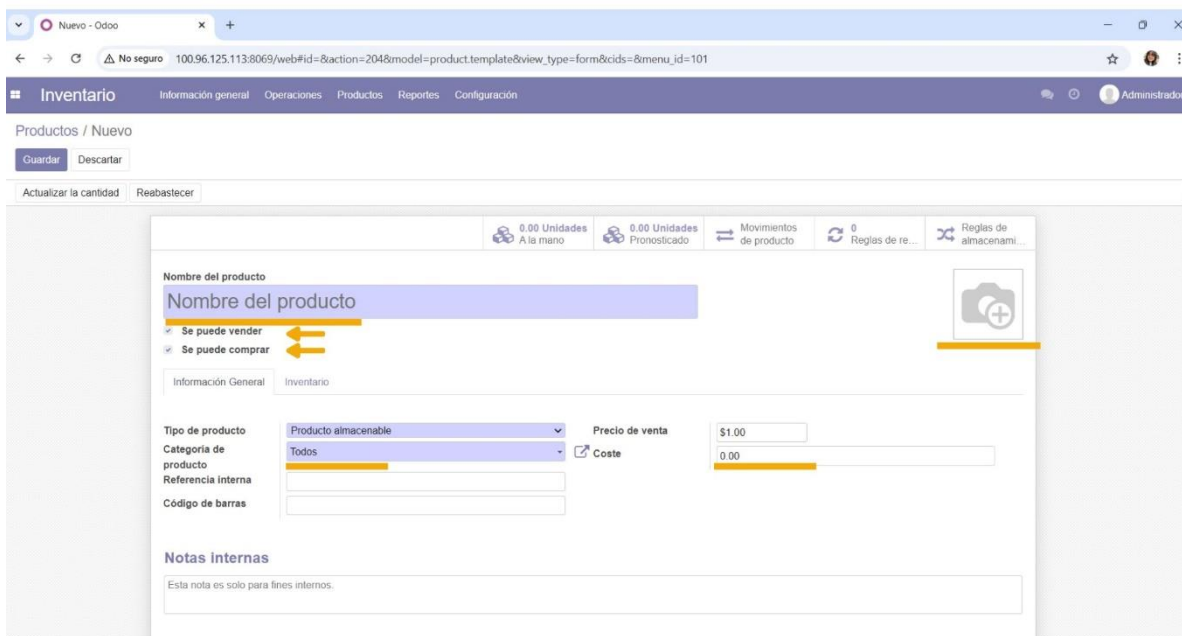 Nuevo - Odoo
No seguro 100.96.125.113:8069/web#id=&action=204&model=product.template&view_type=form&cids=&menu_id=101
Inventario Información general Operaciones Productos Reportes Configuración Administrador
Productos / Nuevo
Guardar Descartar
Actualizar la cantidad Reabastecer
0.00 Unidades A la mano
0.00 Unidades Pronosticado
Movimientos de producto
0 Reglas de re...
Reglas de almacenami...
Nombre del producto
Nombre del producto
Se puede vender
Se puede comprar
Información General Inventario
Tipo de producto Producto almacenable Precio de venta $1.00
Categoría de producto Todos Coste 0.00
Referencia interna
Código de barras
Notas internas
Esta nota es solo para fines internos.